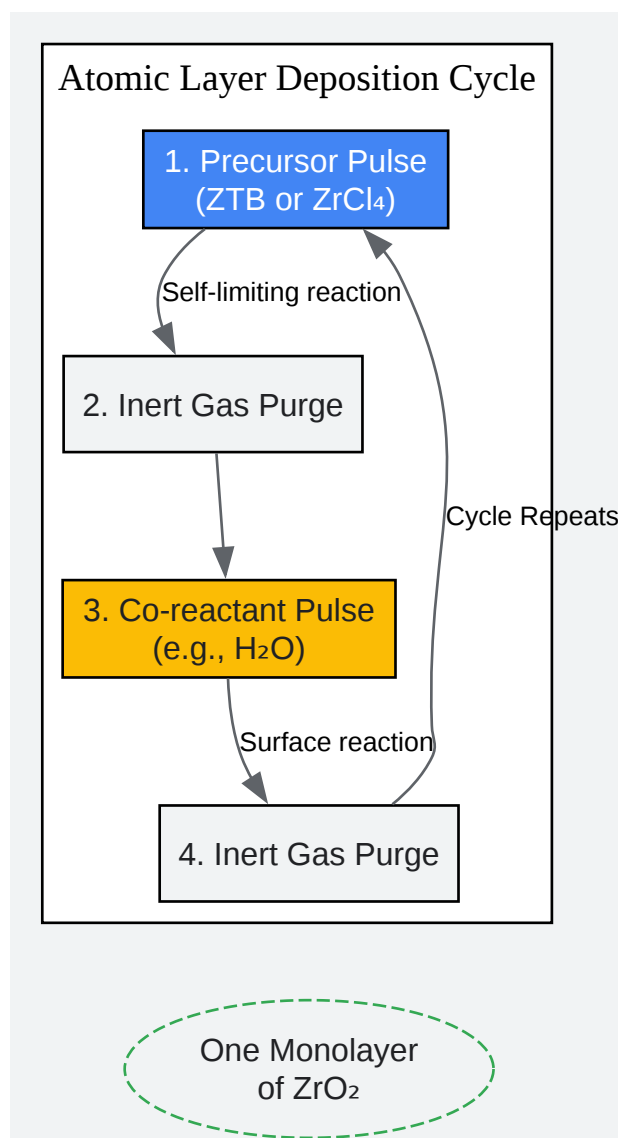 Atomic Layer Deposition Cycle
1. Precursor Pulse
(ZTB or ZrCl₄)
Self-limiting reaction
2. Inert Gas Purge
Cycle Repeats
3. Co-reactant Pulse
(e.g., H₂O)
Surface reaction
4. Inert Gas Purge
One Monolayer
of ZrO₂